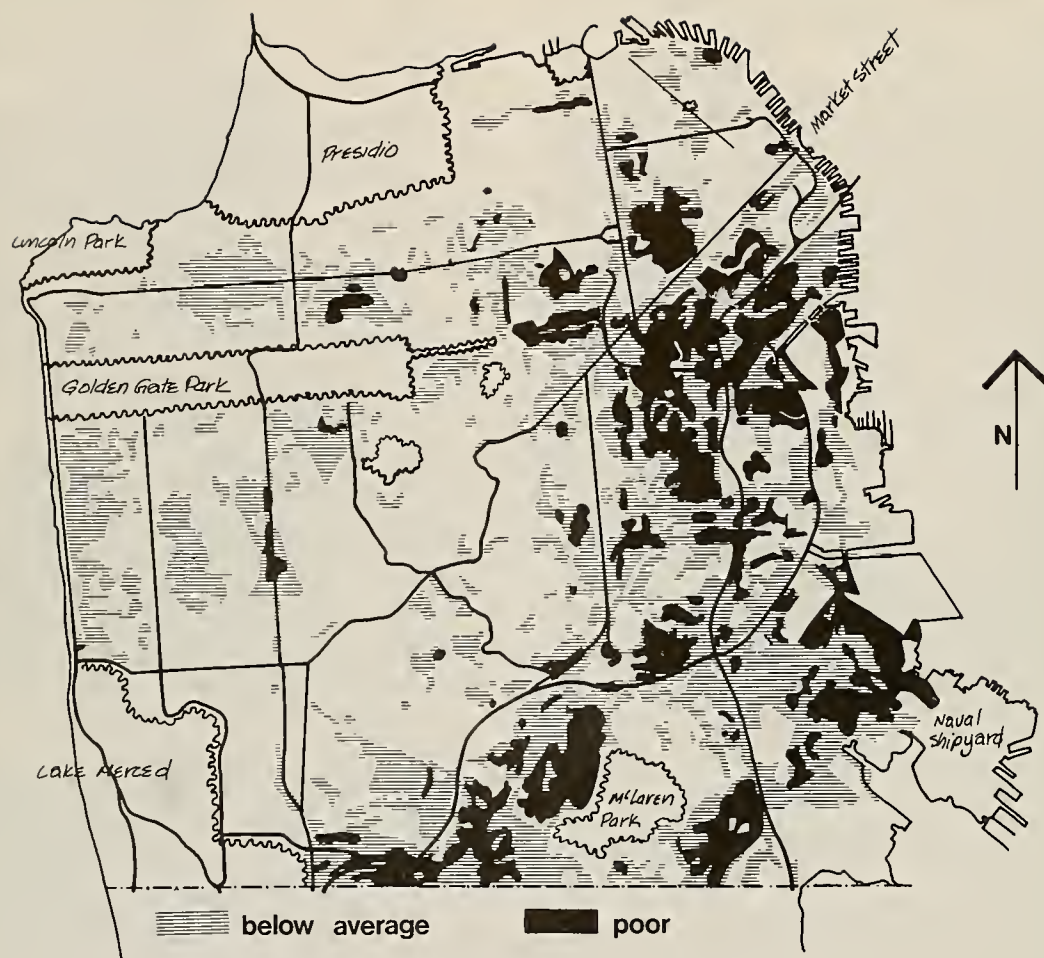 Market Street
Presidio
Lincoln Park
Golden Gate Park
N
Naval
Shipyard
Lake Merced
McLaren
Park
below average
poor